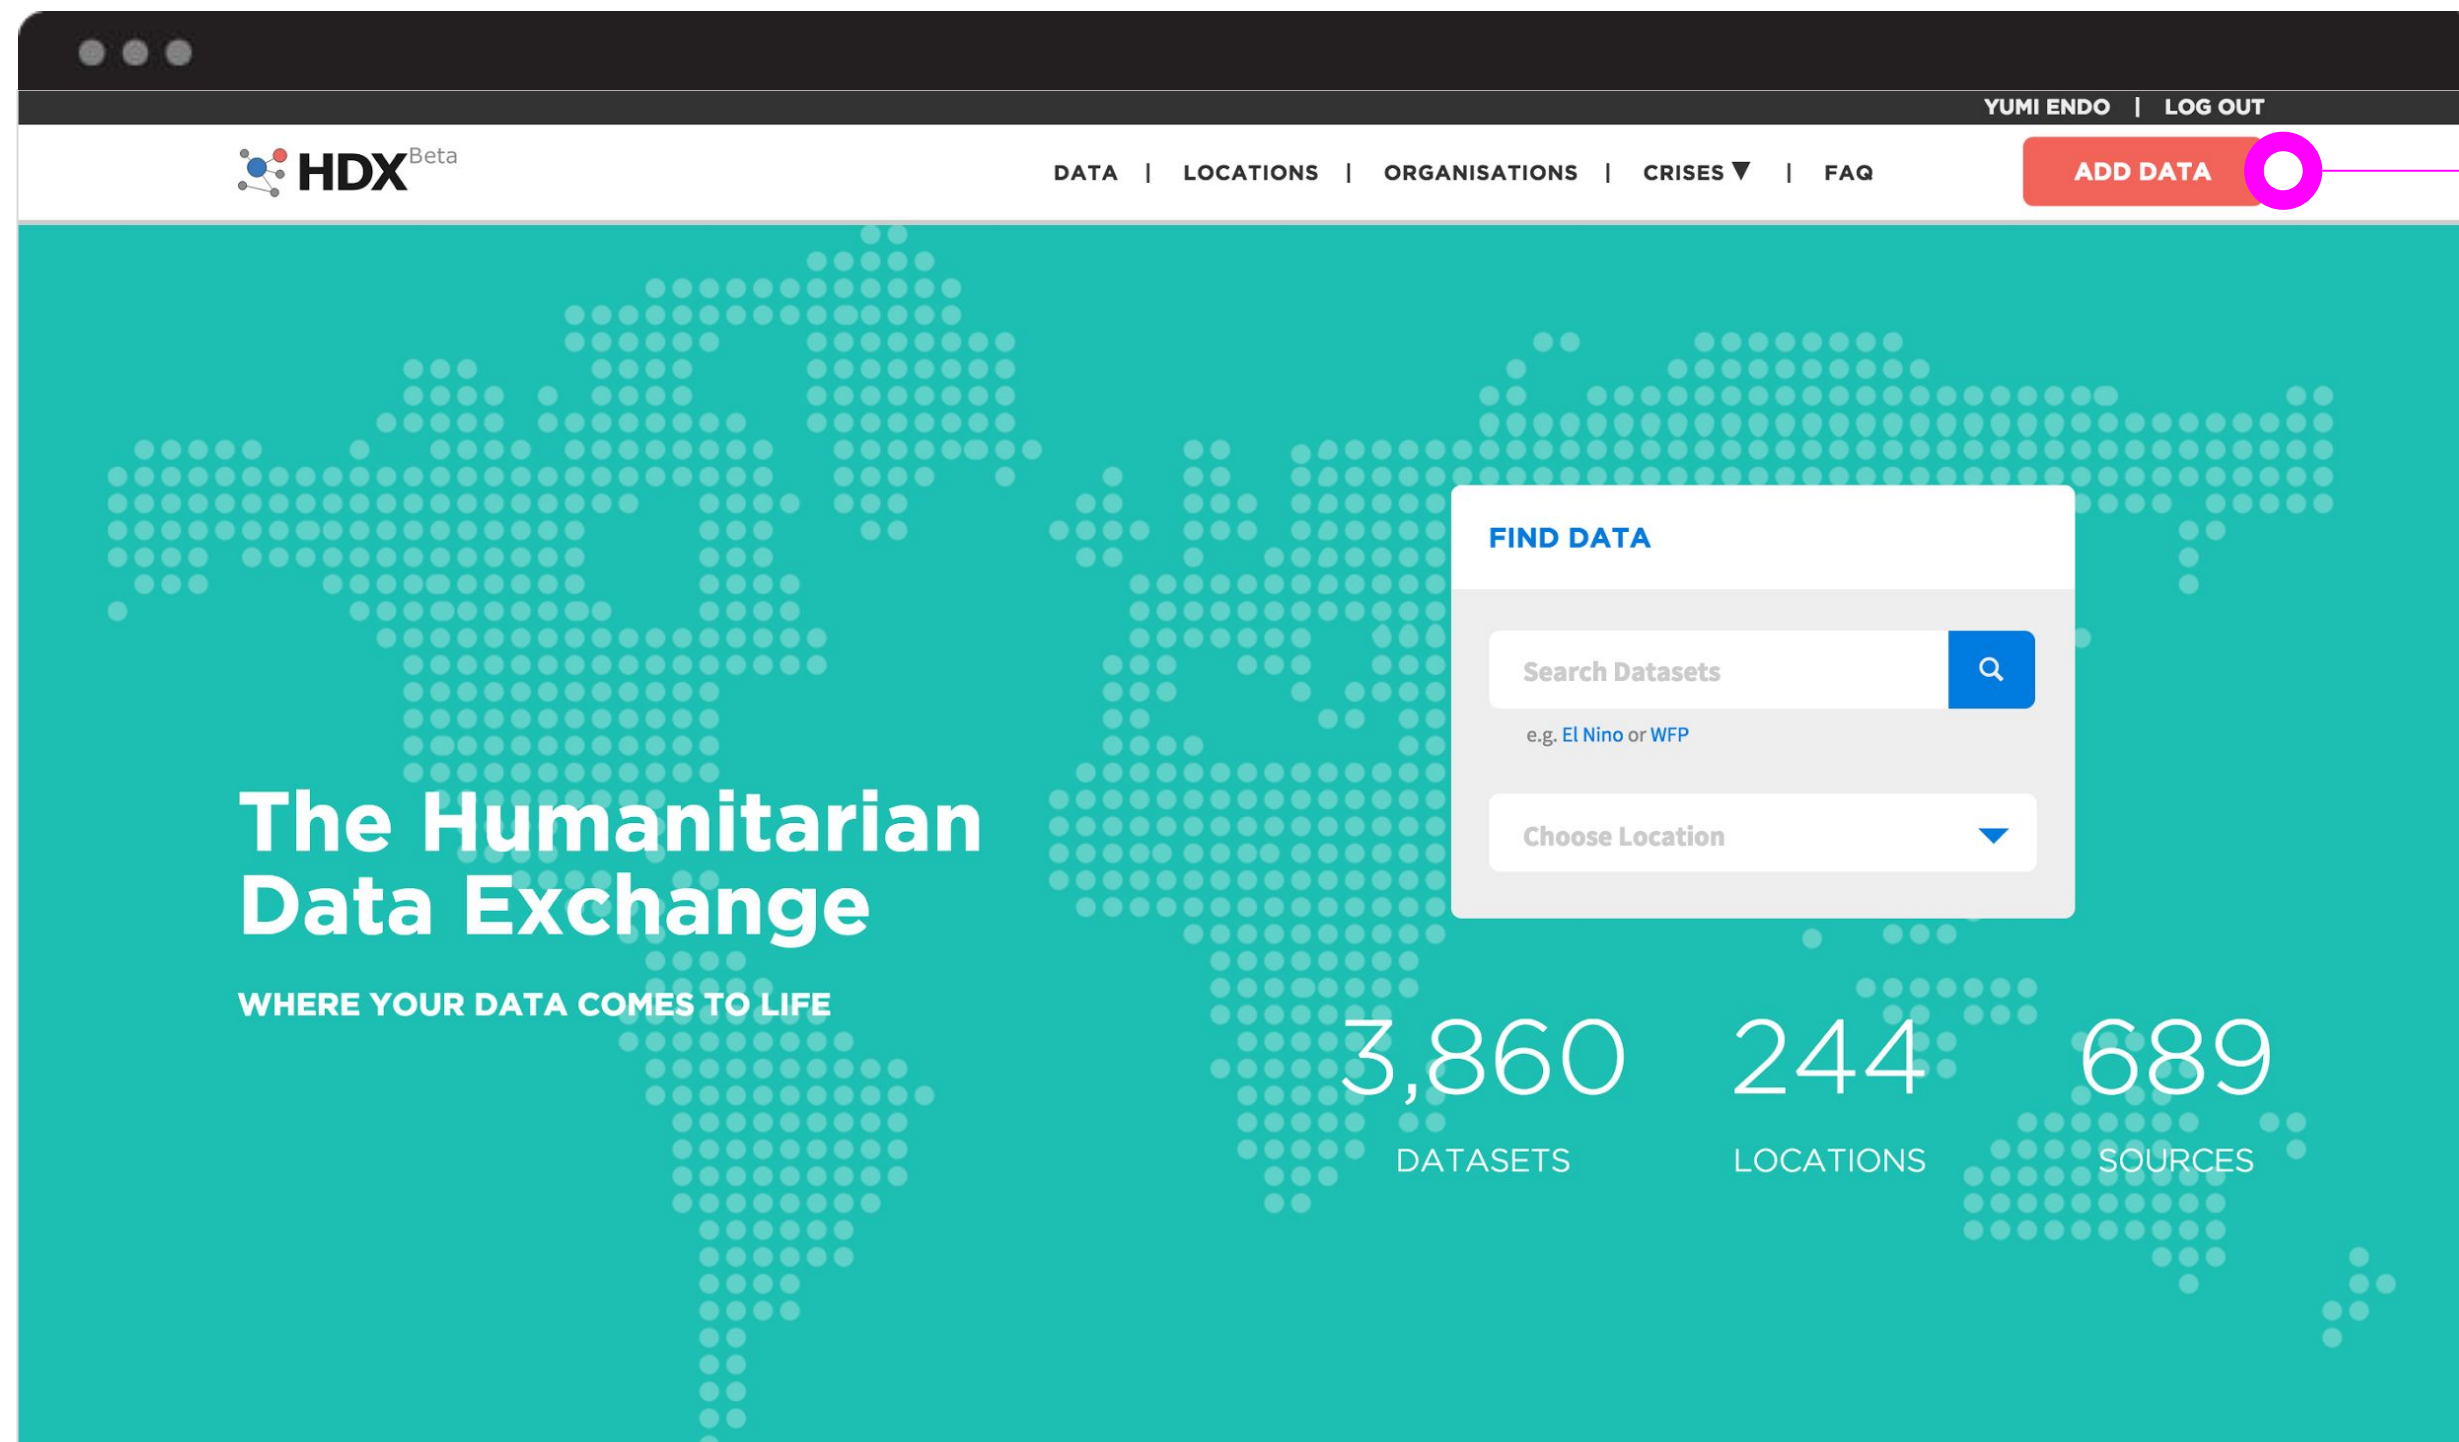 YUMI ENDO | LOG OUT
HDX Beta
DATA | LOCATIONS | ORGANISATIONS | CRISES ▼ | FAQ
ADD DATA
FIND DATA
Search Datasets
e.g. El Nino or WFP
Choose Location
The Humanitarian
Data Exchange
WHERE YOUR DATA COMES TO LIFE
3,860 244 689
DATASETS LOCATIONS SOURCES